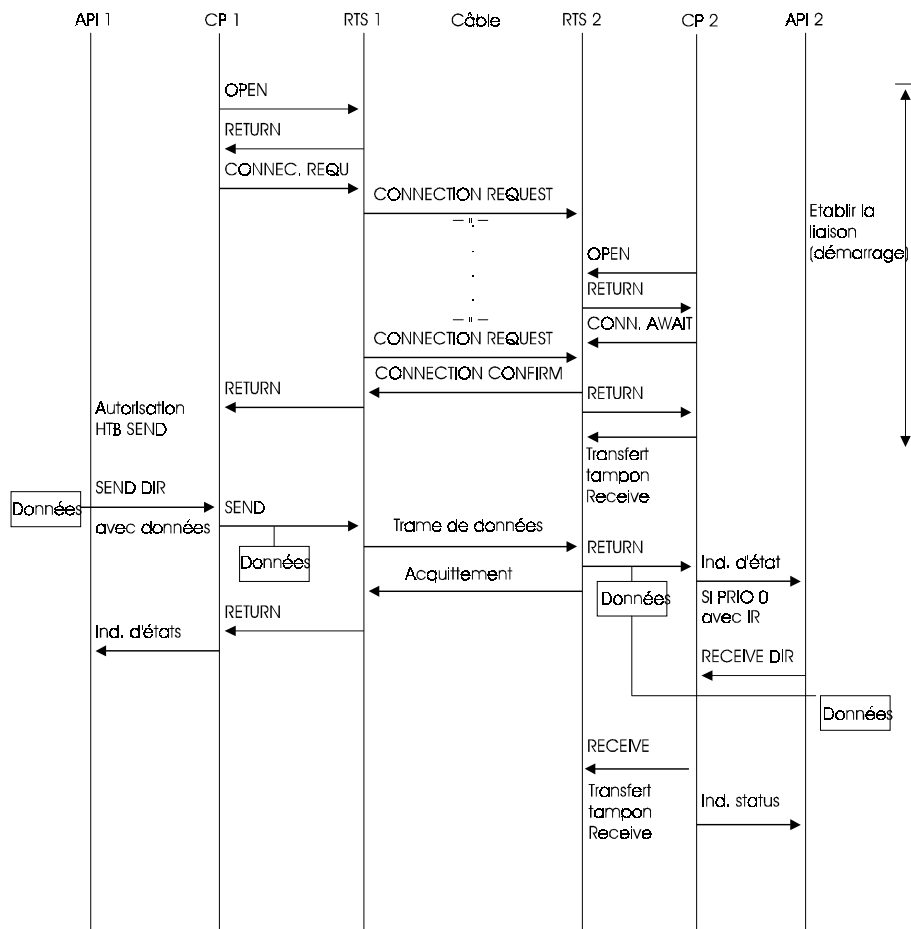 API 1 CP 1 RTS 1 Câble RTS 2 CP 2 API 2
OPEN
RETURN
CONNEC. REQU
CONNECTION REQUEST
— " —
Etablir la
liaison
(démarrage)
OPEN
RETURN
— " —
CONN. AWAIT
CONNECTION REQUEST
CONNECTION CONFIRM
RETURN
RETURN
Autorisation
HTB SEND
Transfert
tampon
Receive
SEND DIR
Données
avec données
SEND
Données
Trame de données
RETURN
Ind. d'état
Acquittement
Données
SI PRIO 0
avec IR
RETURN
Ind. d'états
RECEIVE DIR
Données
RECEIVE
Transfert
tampon
Receive
Ind. status